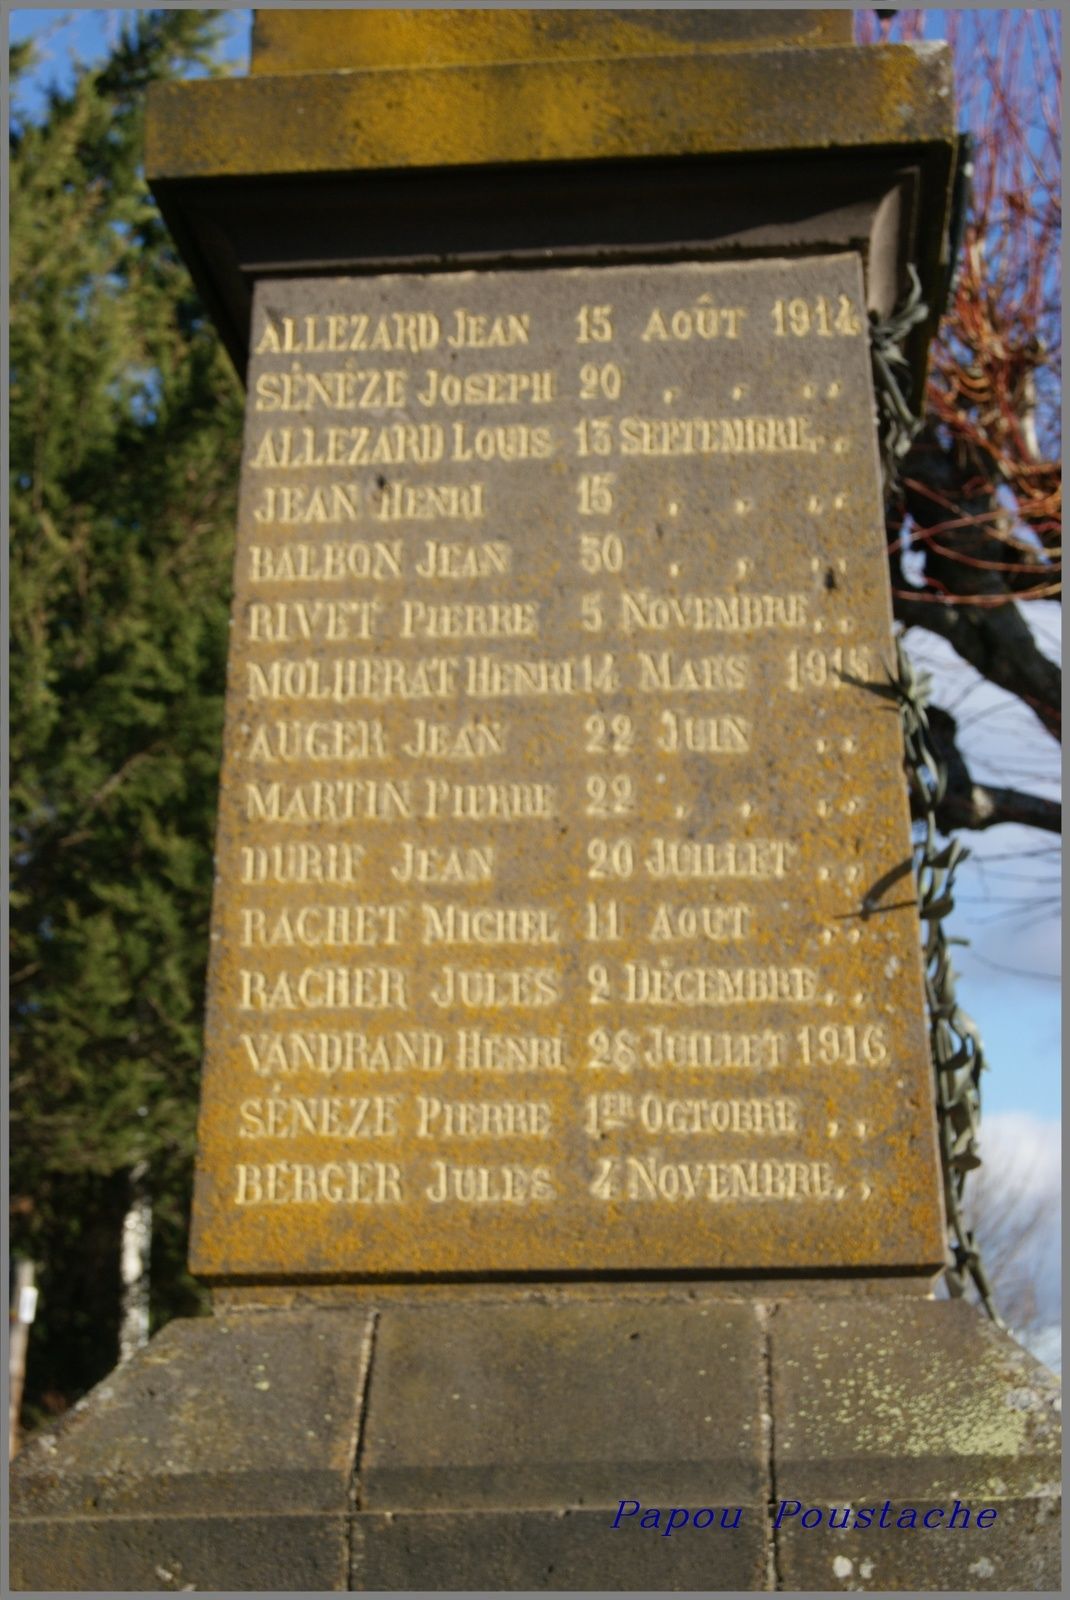 ALLEZARD JEAN 15 AOÛT 1914
SÉNÈZE JOSEPH 20 , , ,,
ALLEZARD LOUIS 13 SEPTEMBRE ,,
JEAN HENRI 15 , , ,,
BALBON JEAN 30 , , ,,
RIVET PIERRE 5 NOVEMBRE ,,
MOLHERAT HENRI 14 MARS 1915
AUGER JEAN 22 JUIN ,,
MARTIN PIERRE 22 , , ,,
DURIF JEAN 20 JUILLET ,,
RACHET MICHEL 11 AOUT ,,
RACHER JULES 2 DÉCEMBRE ,,
VANDRAND HENRI 28 JUILLET 1916
SÉNEZE PIERRE 1ER OCTOBRE ,,
BERGER JULES 4 NOVEMBRE ,,
Papou Poustache